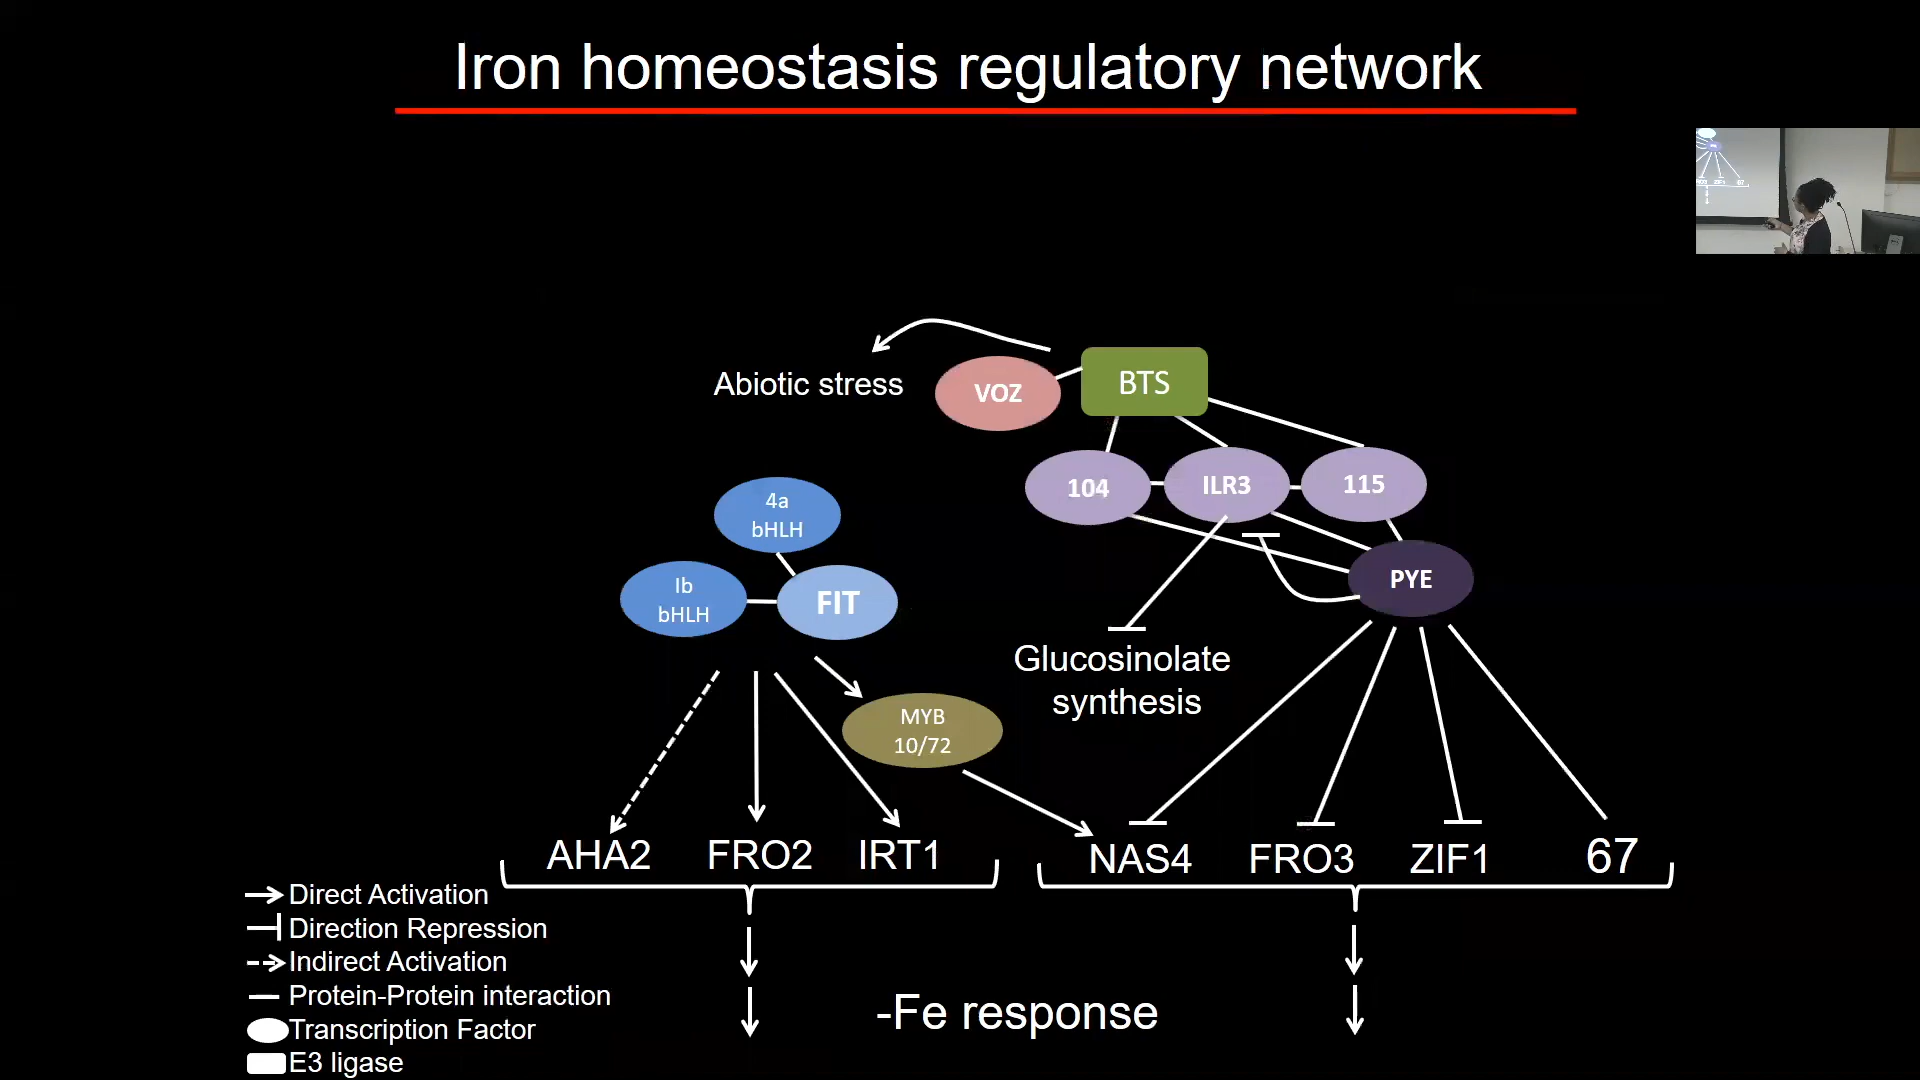 Iron homeostasis regulatory network
Abiotic stress
VOZ
BTS
104
ILR3
115
4a
bHLH
Ib
bHLH
FIT
PYE
Glucosinolate
synthesis
MYB
10/72
AHA2
FRO2
IRT1
NAS4
FRO3
ZIF1
67
Direct Activation
Direction Repression
Indirect Activation
Protein-Protein interaction
Transcription Factor
E3 ligase
-Fe response